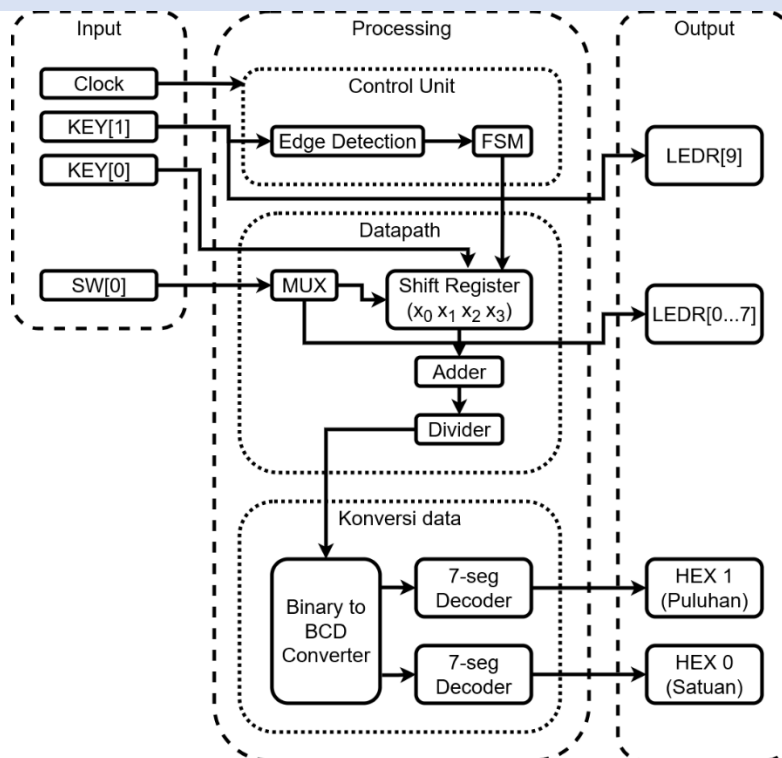 Input
Processing
Output
Clock
Control Unit
KEY[1]
Edge Detection
FSM
LEDR[9]
KEY[0]
Datapath
SW[0]
MUX
Shift Register
(x₀ x₁ x₂ x₃)
LEDR[0...7]
Adder
Divider
Konversi data
Binary to
BCD
Converter
7-seg
Decoder
HEX 1
(Puluhan)
7-seg
Decoder
HEX 0
(Satuan)